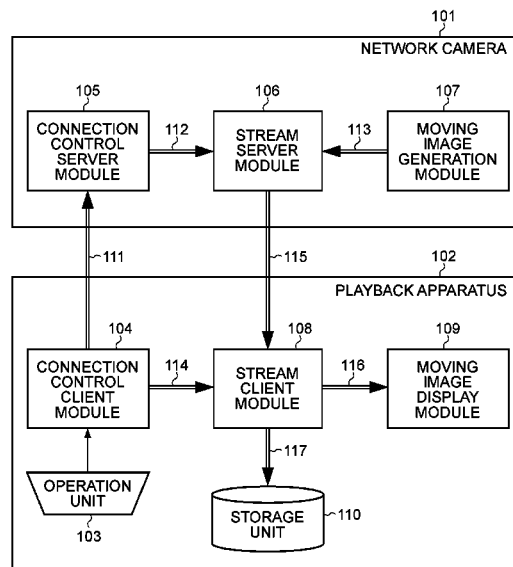 101
NETWORK CAMERA
105
CONNECTION
CONTROL
SERVER
MODULE
112
106
STREAM
SERVER
MODULE
113
107
MOVING
IMAGE
GENERATION
MODULE
111
115
102
PLAYBACK APPARATUS
104
CONNECTION
CONTROL
CLIENT
MODULE
114
108
STREAM
CLIENT
MODULE
116
109
MOVING
IMAGE
DISPLAY
MODULE
117
OPERATION
UNIT
103
STORAGE
UNIT
110